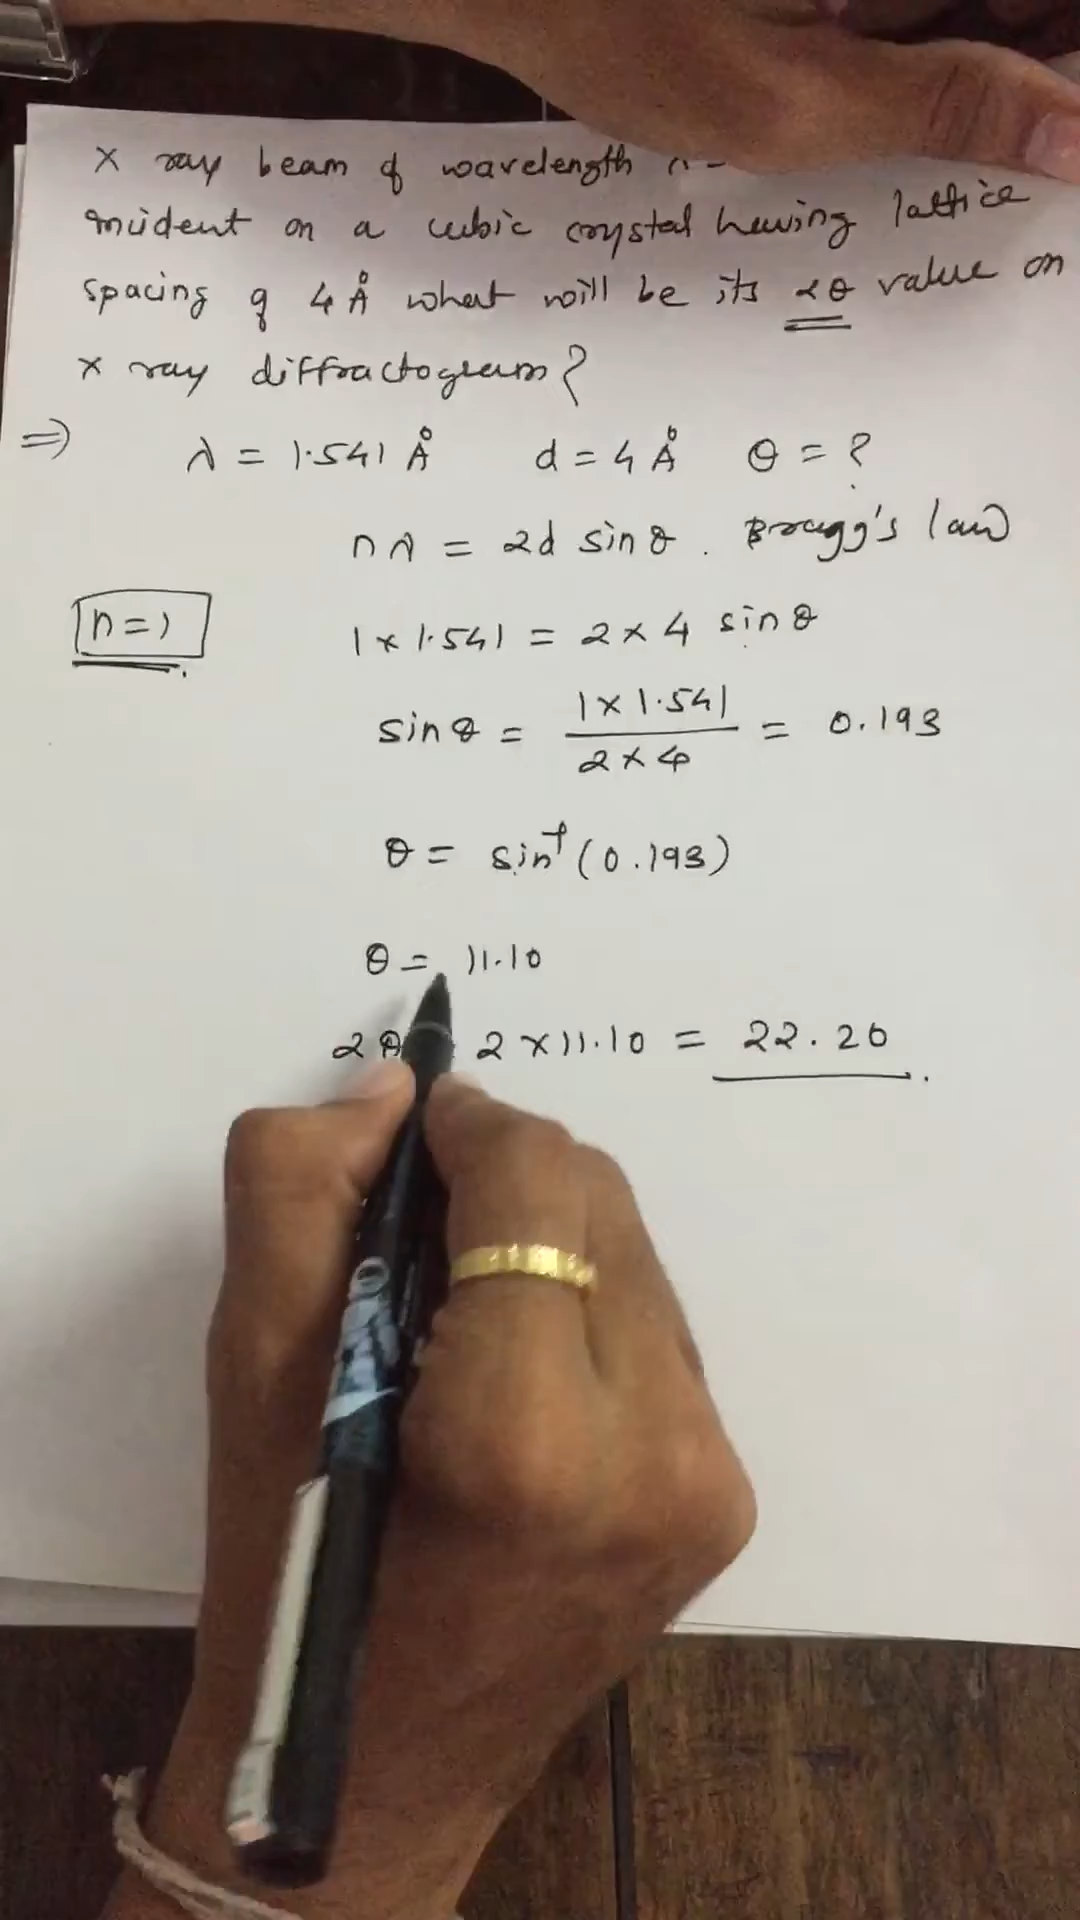 X ray beam of wavelength
incident on a cubic crystal having lattice
spacing of 4 Å what will be its 2θ value on
X ray diffractogram?
⇒ λ = 1.541 Å d = 4 Å θ = ?
nλ = 2d sinθ. Bragg's law
n=1
1 x 1.541 = 2 x 4 sinθ
sinθ = 1 x 1.541 / 2 x 4 = 0.193
θ = sin⁻¹(0.193)
θ = 11.10
2θ 2 x 11.10 = 22.20.